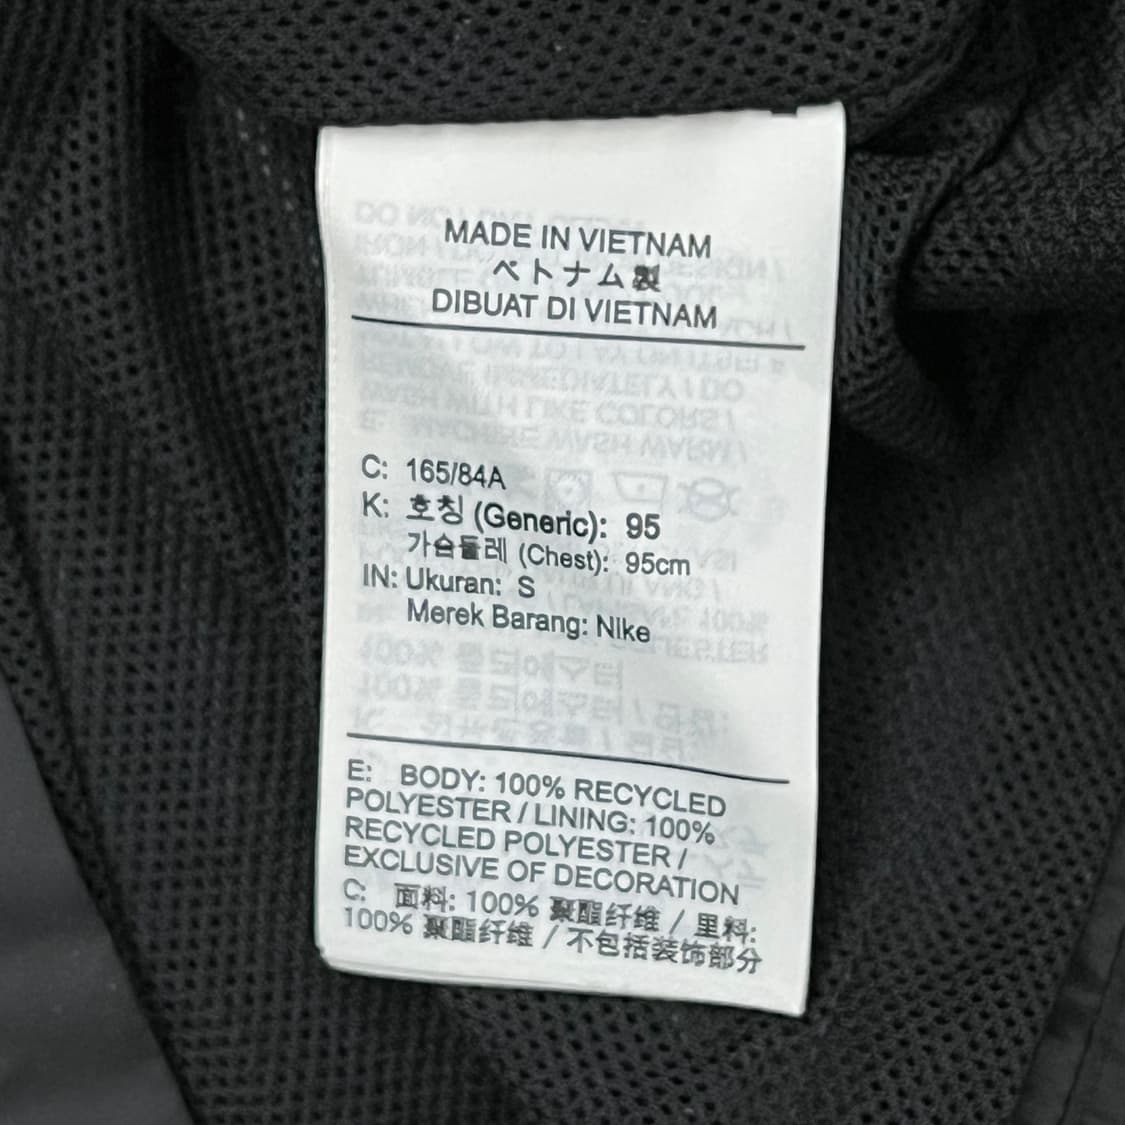 MADE IN VIETNAM
ベトナム製
DIBUAT DI VIETNAM
C: 165/84A
K: 호칭 (Generic): 95
가슴둘레 (Chest): 95cm
IN: Ukuran: S
Merek Barang: Nike
E: BODY: 100% RECYCLED
POLYESTER / LINING: 100%
RECYCLED POLYESTER /
EXCLUSIVE OF DECORATION
C: 面料: 100% 聚酯纤维 / 里料:
100% 聚酯纤维 / 不包括装饰部分